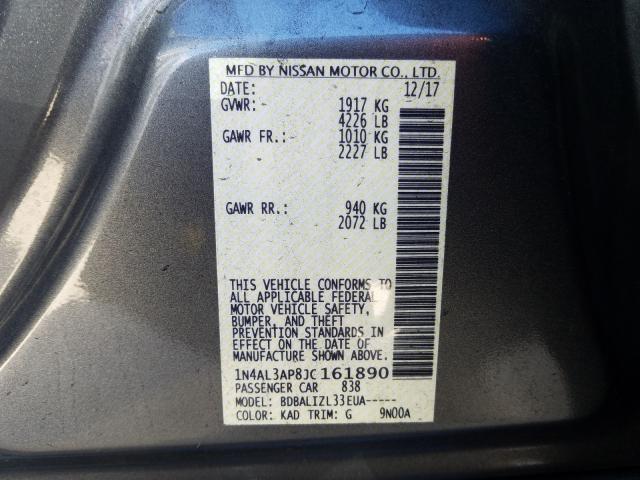 MFD BY NISSAN MOTOR CO., LTD.
DATE: 12/17
GVWR: 1917 KG
4226 LB
GAWR FR.: 1010 KG
2227 LB
GAWR RR.: 940 KG
2072 LB
THIS VEHICLE CONFORMS TO
ALL APPLICABLE FEDERAL
MOTOR VEHICLE SAFETY,
BUMPER, AND THEFT
PREVENTION STANDARDS IN
EFFECT ON THE DATE OF
MANUFACTURE SHOWN ABOVE.
1N4AL3AP8JC161890
PASSENGER CAR 838
MODEL: BDBALIZL33EUA-----
COLOR: KAD TRIM: G 9N00A